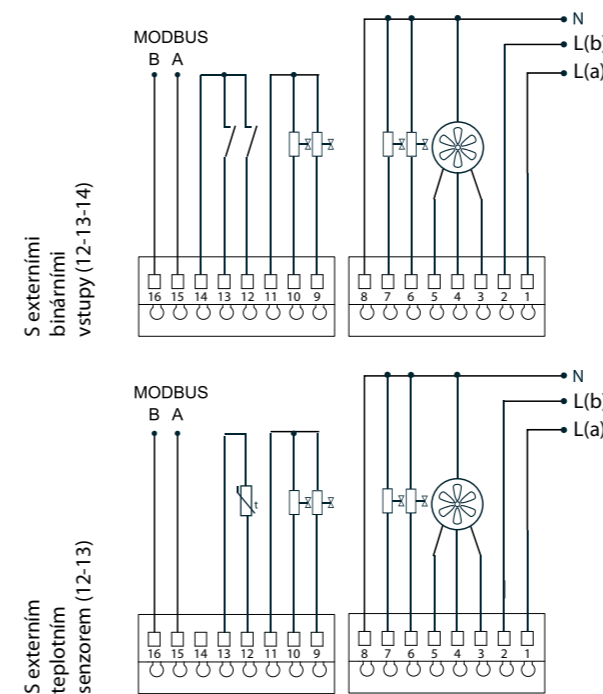 S externími
binárními
vstupy (12-13-14)
MODBUS
B A
N
L(b)
L(a)
16 15 14 13 12 11 10 9
8 7 6 5 4 3 2 1
S externím
teplotním
senzorem (12-13)
MODBUS
B A
t
N
L(b)
L(a)
16 15 14 13 12 11 10 9
8 7 6 5 4 3 2 1